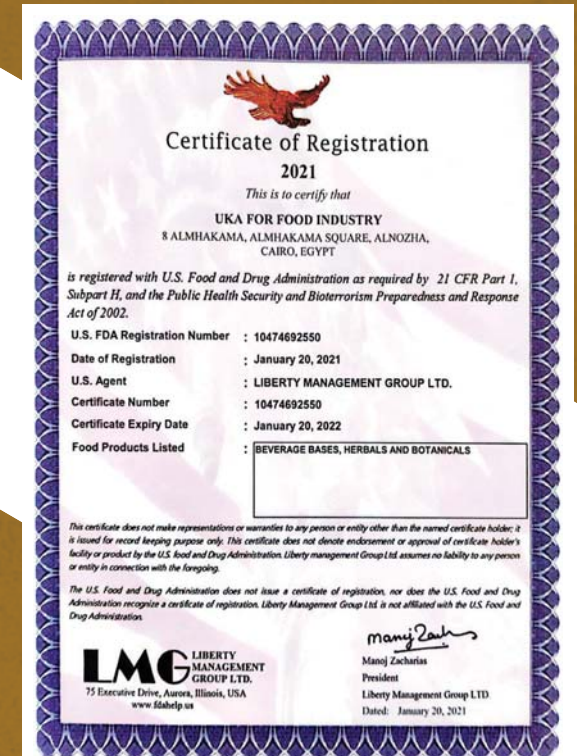 Certificate of Registration
2021
This is to certify that
UKA FOR FOOD INDUSTRY
8 ALMHAKAMA, ALMHAKAMA SQUARE, ALNOZHA,
CAIRO, EGYPT
is registered with U.S. Food and Drug Administration as required by 21 CFR Part 1,
Subpart H, and the Public Health Security and Bioterrorism Preparedness and Response
Act of 2002.
U.S. FDA Registration Number : 10474692550
Date of Registration : January 20, 2021
U.S. Agent : LIBERTY MANAGEMENT GROUP LTD.
Certificate Number : 10474692550
Certificate Expiry Date : January 20, 2022
Food Products Listed : BEVERAGE BASES, HERBALS AND BOTANICALS
This certificate does not make representations or warranties to any person or entity other than the named certificate holder; it
is issued for record keeping purpose only. This certificate does not denote endorsement or approval of certificate holder's
facility or product by the U.S. food and Drug Administration. Liberty management Group Ltd. assumes no liability to any person
or entity in connection with the foregoing.
The U.S. Food and Drug Administration does not issue a certificate of registration, nor does the U.S. Food and Drug
Administration recognize a certificate of registration. Liberty Management Group Ltd. is not affiliated with the U.S. Food and
Drug Administration.
LMG LIBERTY
MANAGEMENT
GROUP LTD.
75 Executive Drive, Aurora, Illinois, USA
www.fdahelp.us
Manoj Zacharias
President
Liberty Management Group LTD.
Dated: January 20, 2021